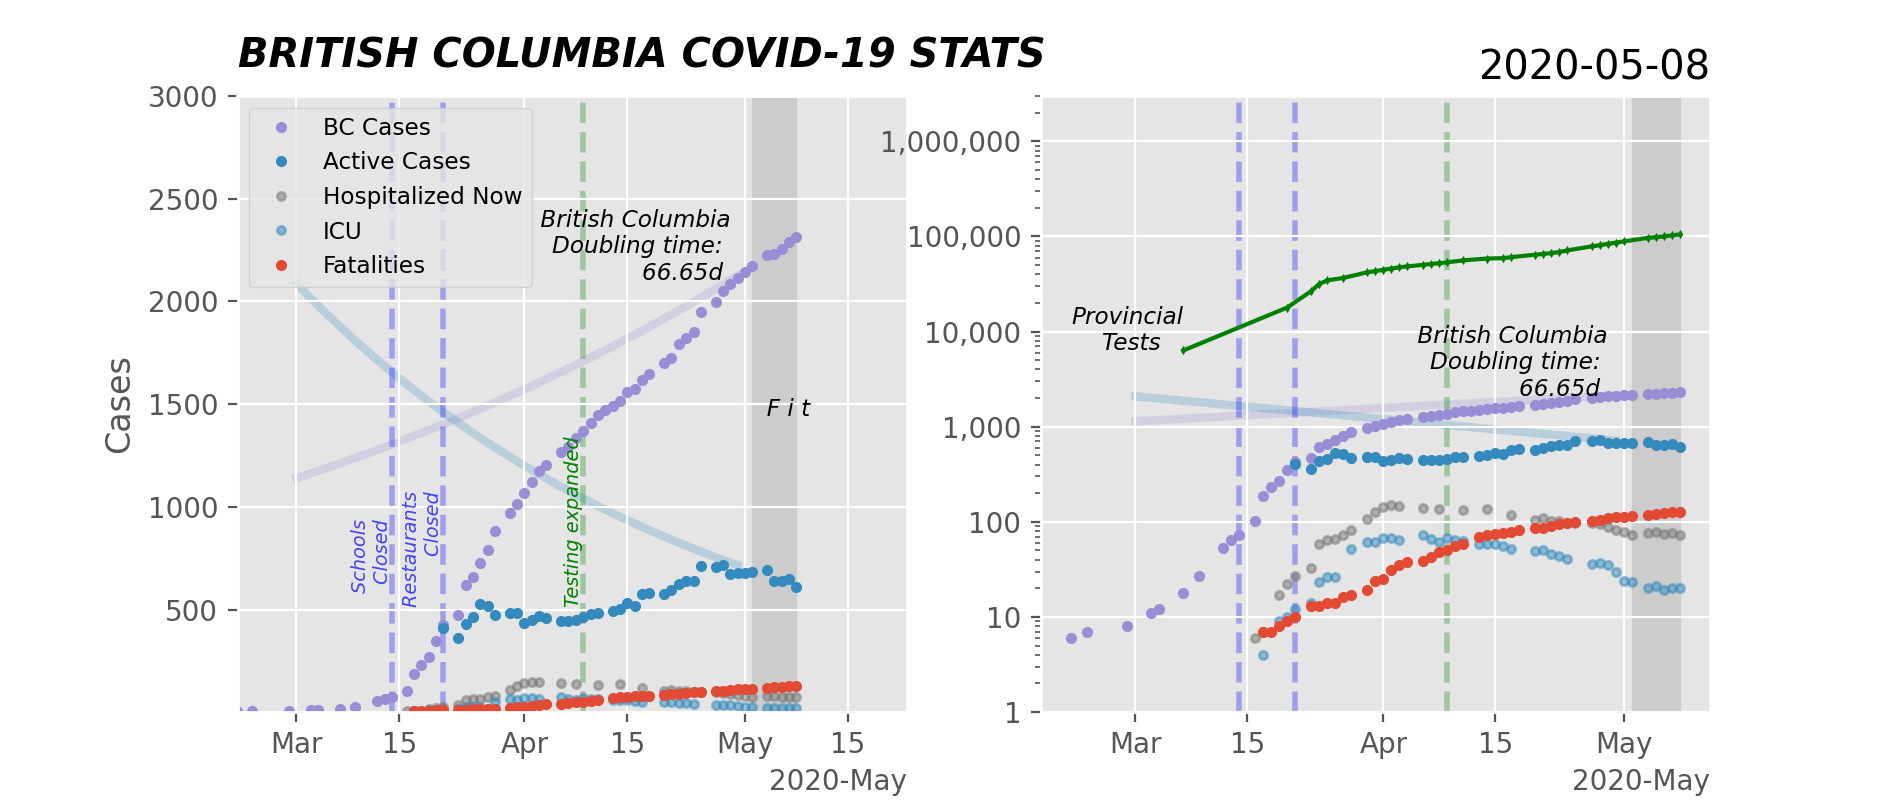 BRITISH COLUMBIA COVID-19 STATS
2020-05-08
Cases
3000
2500
2000
1500
1000
500
BC Cases
Active Cases
Hospitalized Now
ICU
Fatalities
British Columbia
Doubling time:
66.65d
F i t
Schools
Closed
Restaurants
Closed
Testing expanded
Mar
15
Apr
15
May
15
2020-May
1,000,000
100,000
10,000
1,000
100
10
1
Provincial
Tests
British Columbia
Doubling time:
66.65d
Mar
15
Apr
15
May
2020-May